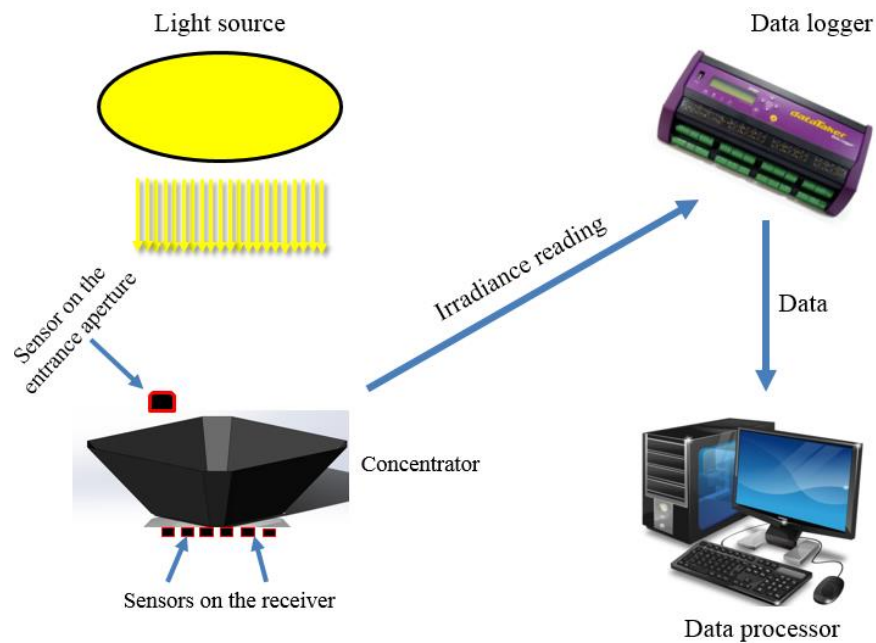 Light source
Data logger
dataTaker
Sensor on the
entrance aperture
Irradiance reading
Data
Concentrator
Sensors on the receiver
Data processor